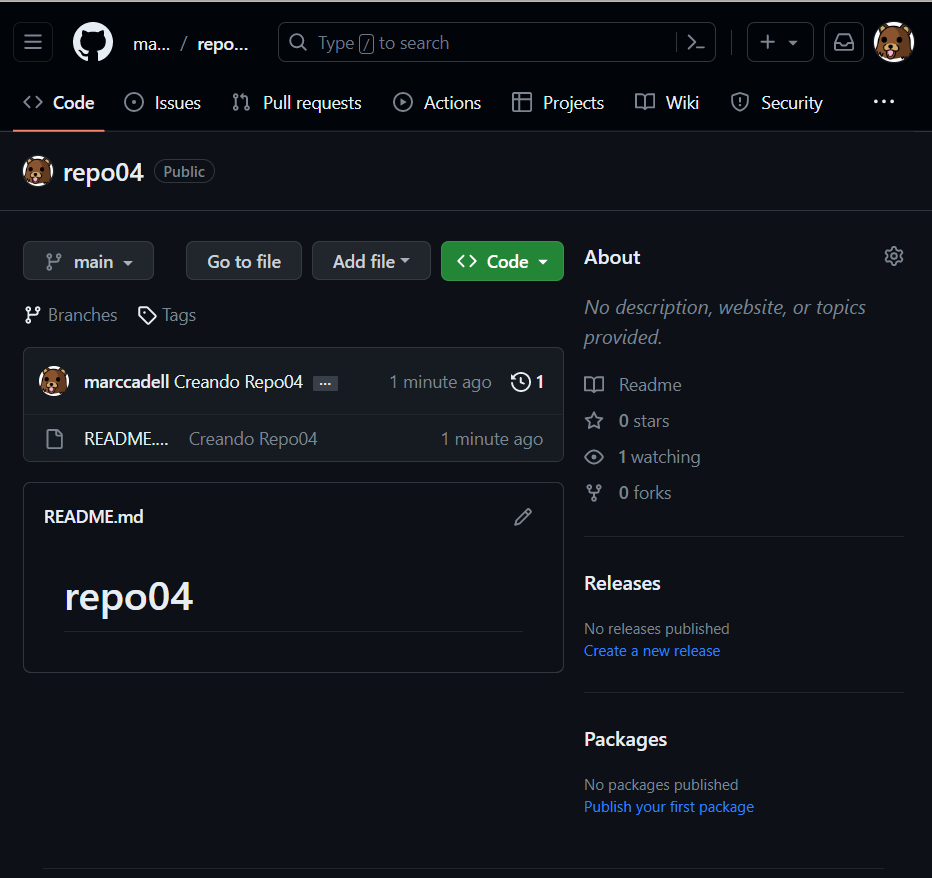 ma... / repo...
Type / to search
Code Issues Pull requests Actions Projects Wiki Security ...
repo04 Public
main Go to file Add file Code
Branches Tags
marccadell Creando Repo04 ... 1 minute ago 1
README.... Creando Repo04 1 minute ago
README.md
repo04
About
No description, website, or topics
provided.
Readme
0 stars
1 watching
0 forks
Releases
No releases published
Create a new release
Packages
No packages published
Publish your first package